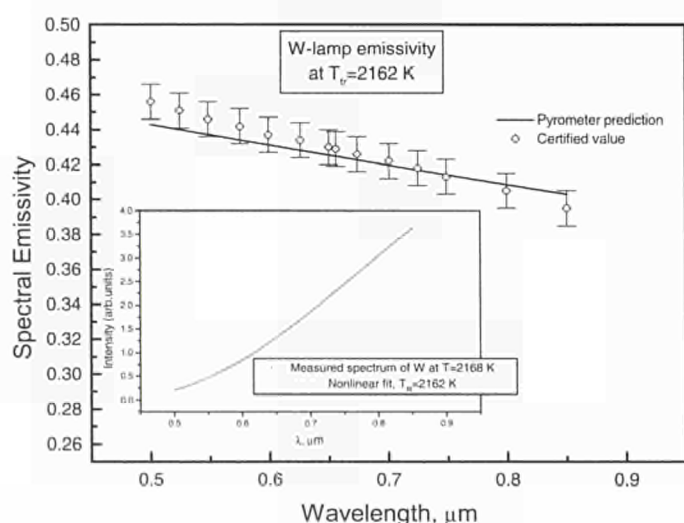 0.50
0.48
0.46
0.44
0.42
0.40
0.38
0.36
0.34
0.32
0.30
0.28
0.26
Spectral Emissivity
W-lamp emissivity
at Ttr=2162 K
Pyrometer prediction
Certified value
4.0
3.5
3.0
2.5
2.0
1.5
1.0
0.5
0.0
Intensity (arb.units)
Measured spectrum of W at T=2168 K
Nonlinear fit, Ttr=2162 K
0.5 0.6 0.7 0.8 0.9
λ, μm
0.5 0.6 0.7 0.8 0.9
Wavelength, μm